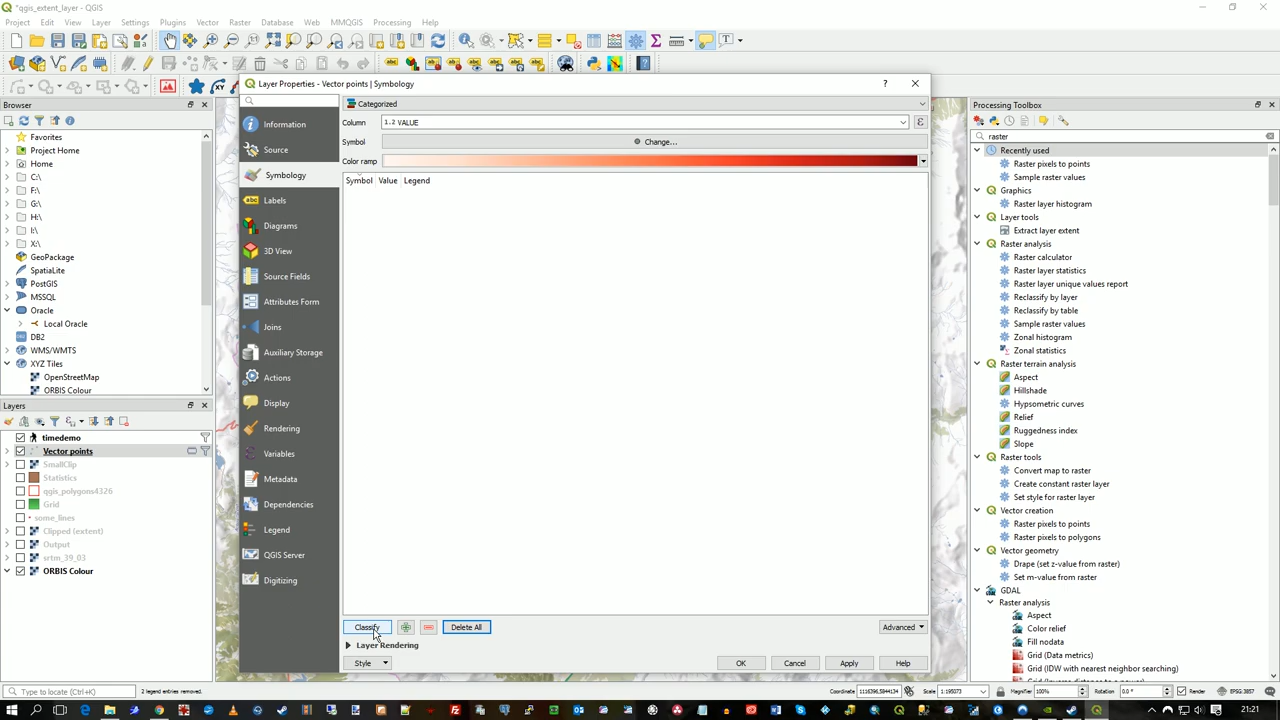 *qgis_extent_layer - QGIS
Project Edit View Layer Settings Plugins Vector Raster Database Web MMQGIS Processing Help
Browser
Favorites
Project Home
Home
C:\
F:\
G:\
H:\
I:\
X:\
GeoPackage
SpatiaLite
PostGIS
MSSQL
Oracle
Local Oracle
DB2
WMS/WMTS
XYZ Tiles
OpenStreetMap
ORBIS Colour
Layers
timedemo
Vector points
SmallClip
Statistics
qgis_polygons4326
Grid
some_lines
Clipped (extent)
Output
srtm_39_03
ORBIS Colour
Layer Properties - Vector points | Symbology
Information
Source
Symbology
Labels
Diagrams
3D View
Source Fields
Attributes Form
Joins
Auxiliary Storage
Actions
Display
Rendering
Variables
Metadata
Dependencies
Legend
QGIS Server
Digitizing
Categorized
Column 1.2 VALUE
Symbol Change...
Color ramp
Symbol Value Legend
Classify Delete All Advanced
Layer Rendering
Style OK Cancel Apply Help
Processing Toolbox
raster
Recently used
Raster pixels to points
Sample raster values
Graphics
Raster layer histogram
Layer tools
Extract layer extent
Raster analysis
Raster calculator
Raster layer statistics
Raster layer unique values report
Reclassify by layer
Reclassify by table
Sample raster values
Zonal histogram
Zonal statistics
Raster terrain analysis
Aspect
Hillshade
Hypsometric curves
Relief
Ruggedness index
Slope
Raster tools
Convert map to raster
Create constant raster layer
Set style for raster layer
Vector creation
Raster pixels to points
Raster pixels to polygons
Vector geometry
Drape (set z-value from raster)
Set m-value from raster
GDAL
Raster analysis
Aspect
Color relief
Fill nodata
Grid (Data metrics)
Grid (IDW with nearest neighbor searching)
Type to locate (Ctrl+K) 2 legend entries removed. Coordinate 1116396,5944134 Scale 1:195073 Magnifier 100% Rotation 0.0 ° Render EPSG:3857
21:21